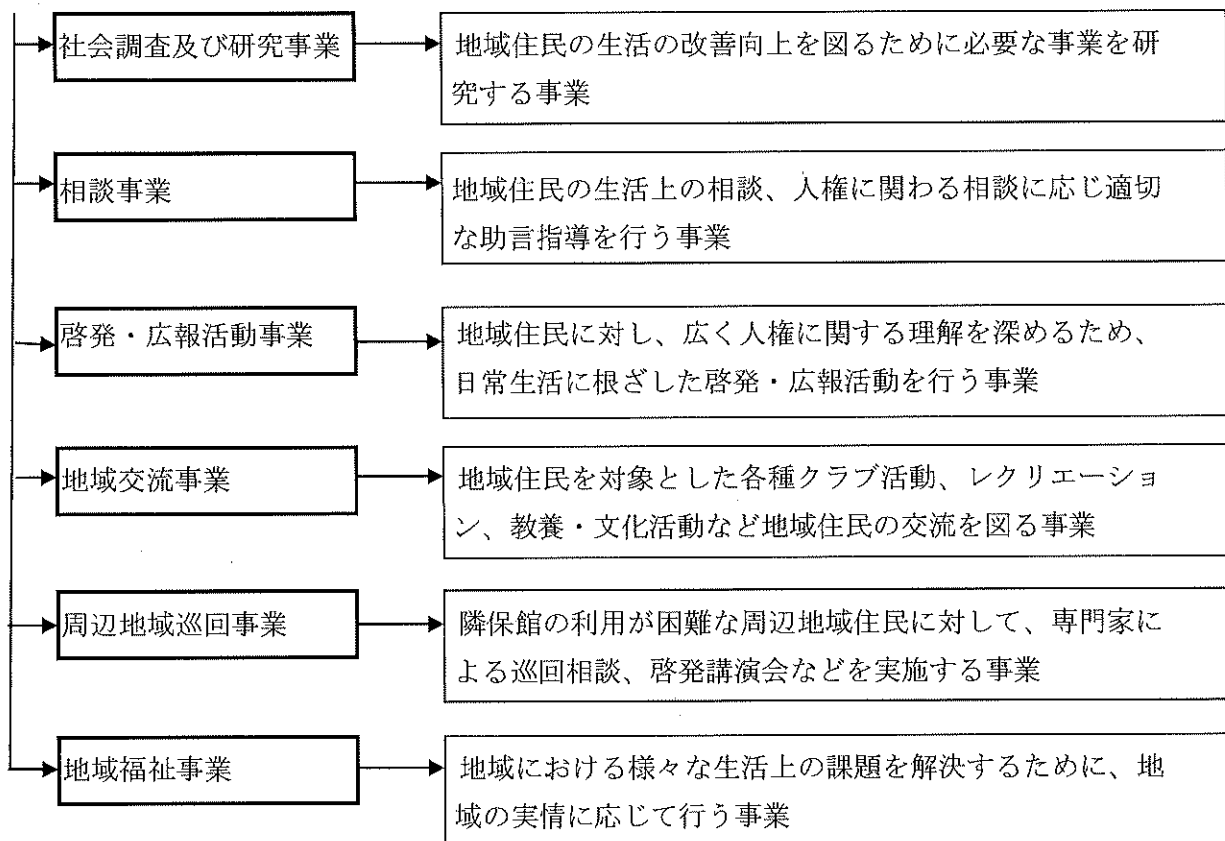 社会調査及び研究事業
地域住民の生活の改善向上を図るために必要な事業を研
究する事業
相談事業
地域住民の生活上の相談、人権に関わる相談に応じ適切
な助言指導を行う事業
啓発・広報活動事業
地域住民に対し、広く人権に関する理解を深めるため、
日常生活に根ざした啓発・広報活動を行う事業
地域交流事業
地域住民を対象とした各種クラブ活動、レクリエーショ
ン、教養・文化活動など地域住民の交流を図る事業
周辺地域巡回事業
隣保館の利用が困難な周辺地域住民に対して、専門家に
よる巡回相談、啓発講演会などを実施する事業
地域福祉事業
地域における様々な生活上の課題を解決するために、地
域の実情に応じて行う事業